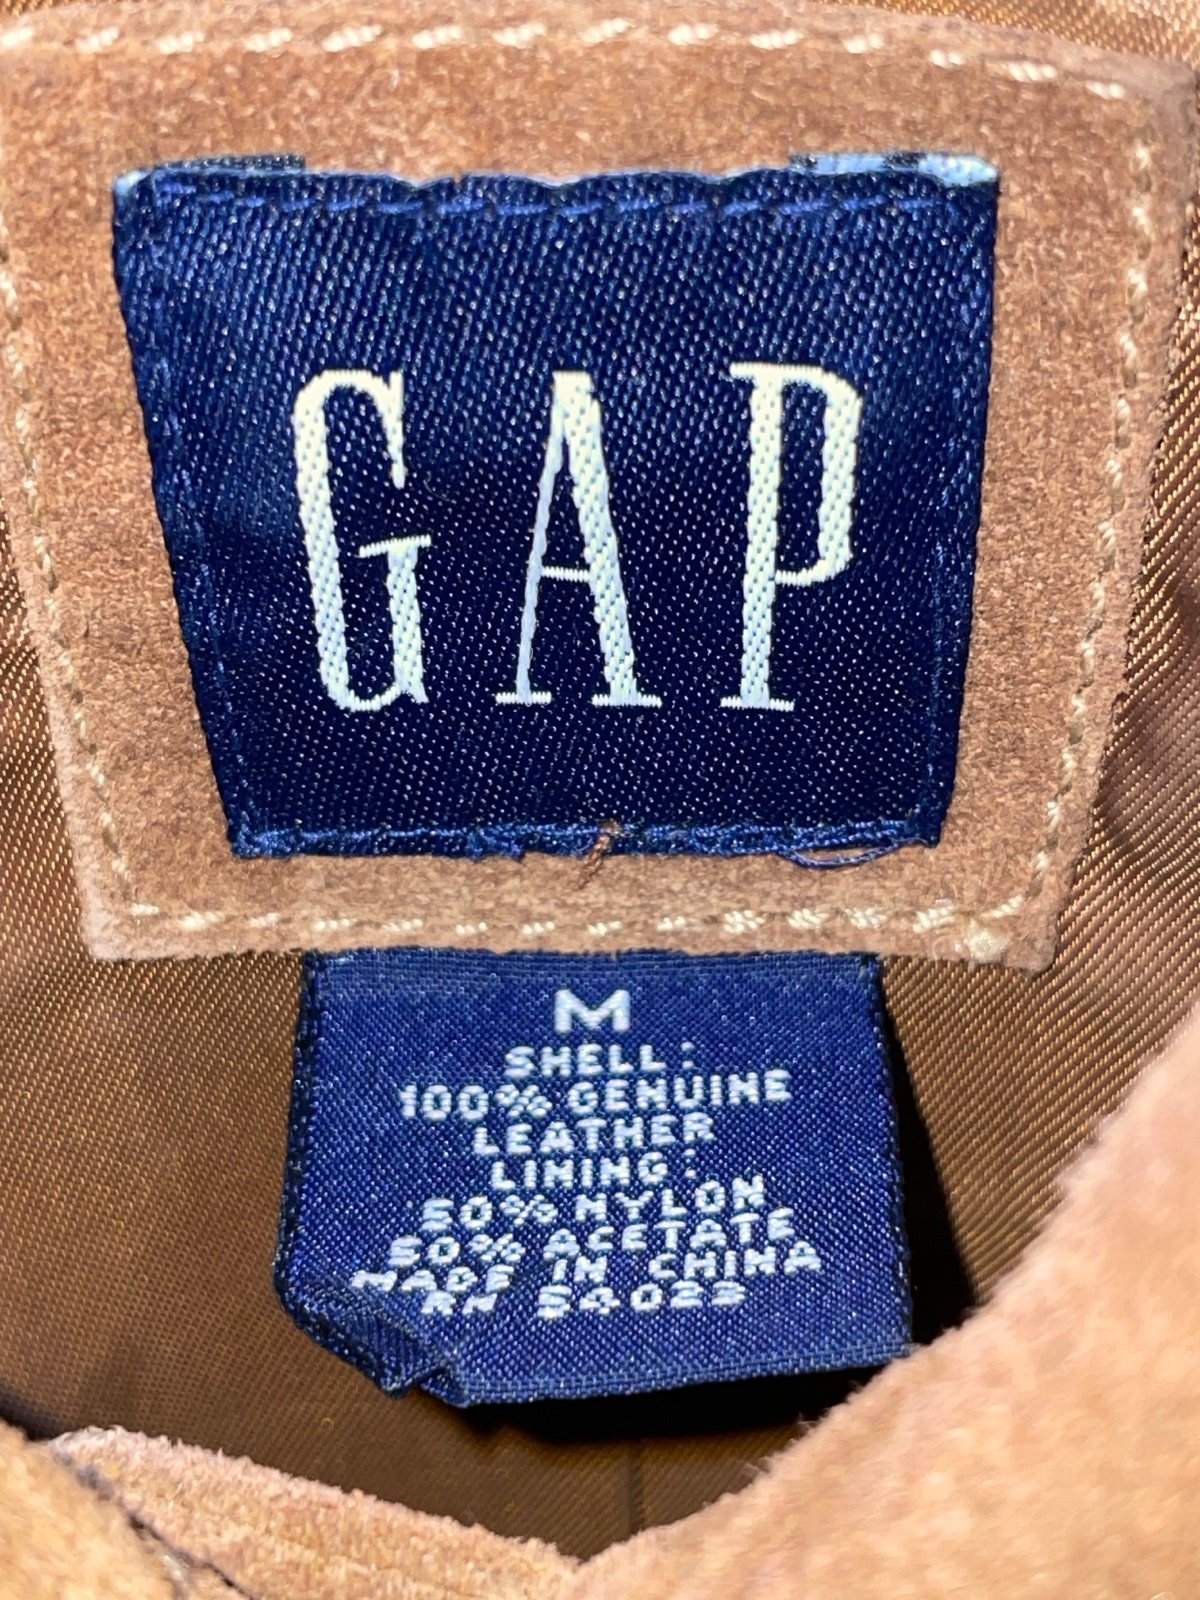 GAP
M
SHELL:
100% GENUINE
LEATHER
LINING:
50% NYLON
50% ACETATE
MADE IN CHINA
RN 54023